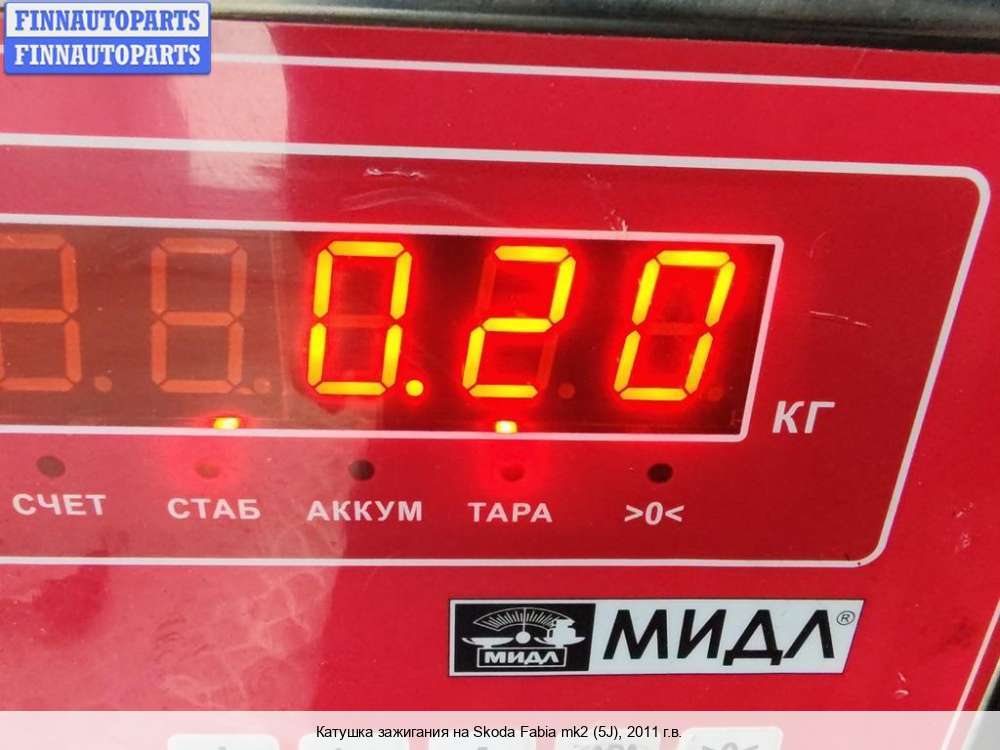 FINNAUTOPARTS
FINNAUTOPARTS
0.20
КГ
СЧЕТ СТАБ АККУМ ТАРА >0<
МИДЛ МИДЛ®
Катушка зажигания на Skoda Fabia mk2 (5J), 2011 г.в.